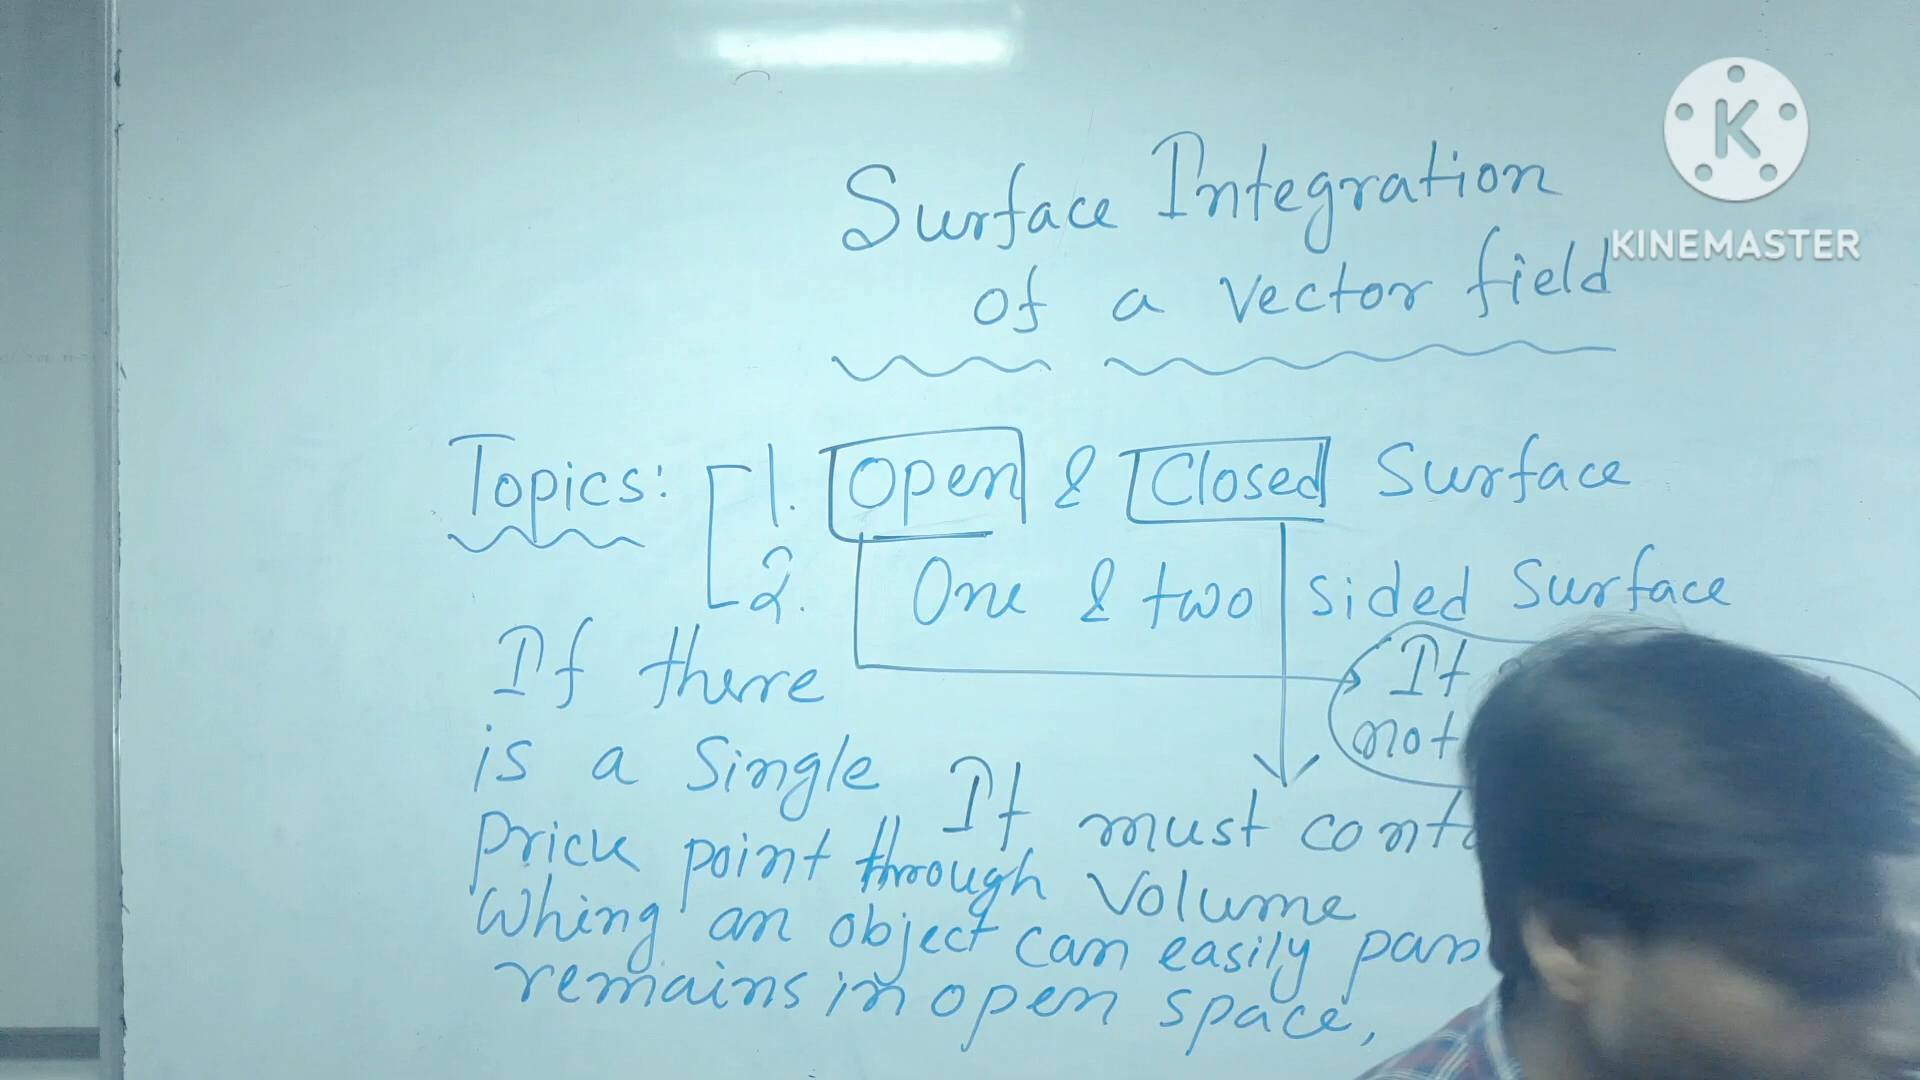 Surface Integration
of a vector field
KINEMASTER
Topics: 1. Open & Closed Surface
2. One & two sided Surface
If there
is a Single
Prick point through
Whing an object can easily pass
remains in open space,
It
not
It must
Volume